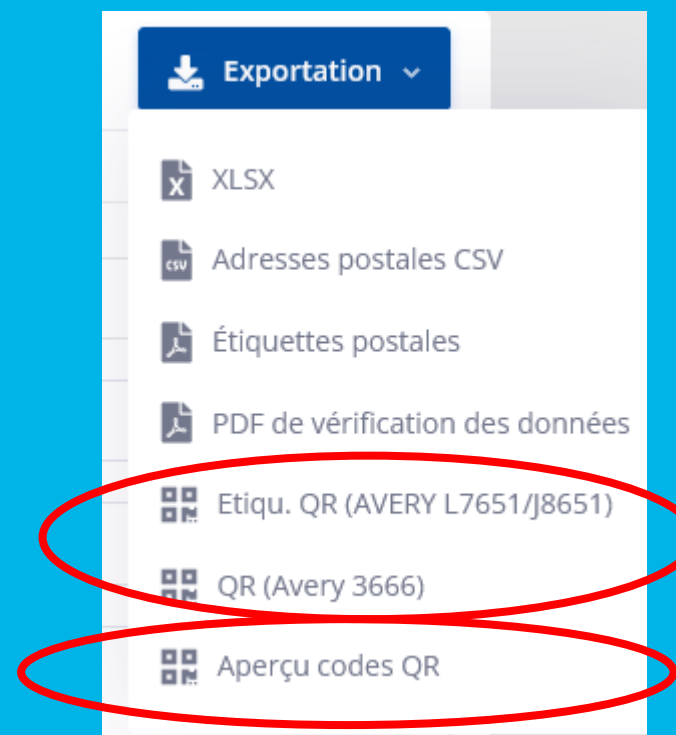 Exportation
XLSX
Adresses postales CSV
Étiquettes postales
PDF de vérification des données
Etiqu. QR (AVERY L7651/J8651)
QR (Avery 3666)
Aperçu codes QR